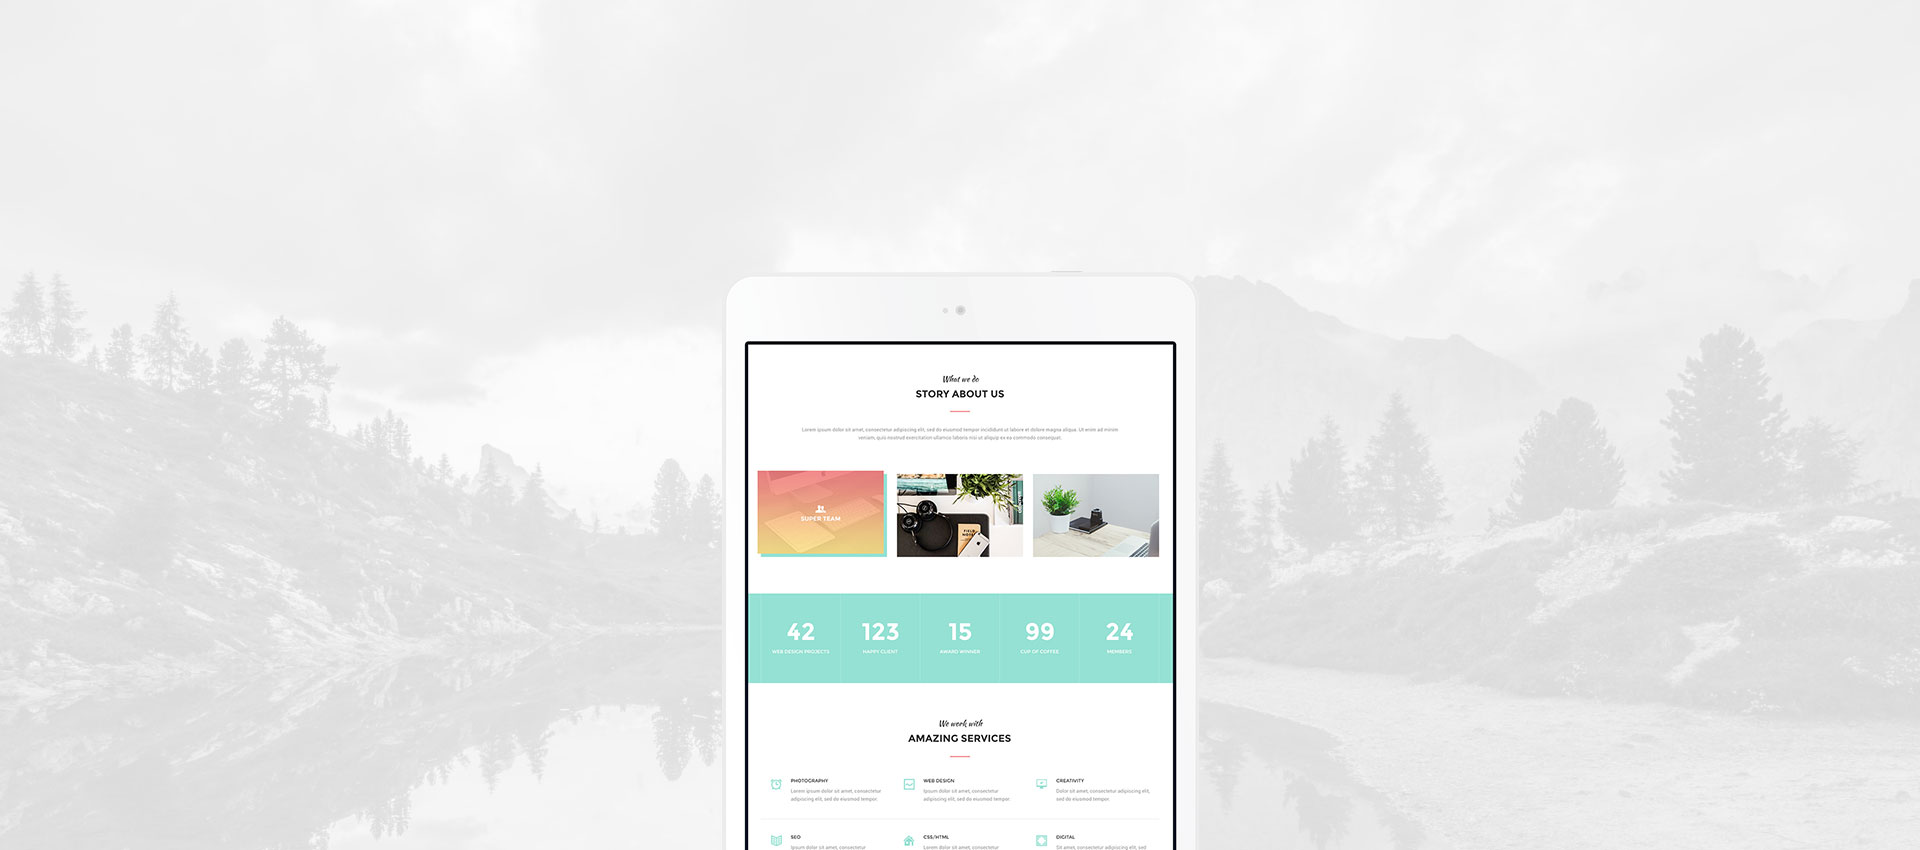 What we do
STORY ABOUT US
Lorem ipsum dolor sit amet, consectetur adipiscing elit, sed do eiusmod tempor incididunt ut labore et dolore magna aliqua. Ut enim ad minim
veniam, quis nostrud exercitation ullamco laboris nisi ut aliquip ex ea commodo consequat.
SUPER TEAM
FIELD
NOTES
42
WEB DESIGN PROJECTS
123
HAPPY CLIENT
15
AWARD WINNER
99
CUP OF COFFEE
24
MEMBERS
We work with
AMAZING SERVICES
PHOTOGRAPHY
Lorem ipsum dolor sit amet, consectetur
adipiscing elit, sed do eiusmod tempor.
WEB DESIGN
Ipsum dolor sit amet, consectetur
adipiscing elit, sed do eiusmod tempor.
CREATIVITY
Dolor sit amet, consectetur adipiscing elit,
sed do eiusmod tempor.
SEO
Ipsum dolor sit amet, consectetur
CSS/HTML
Lorem dolor sit amet, consectetur
DIGITAL
Sit amet, consectetur adipiscing elit, sed